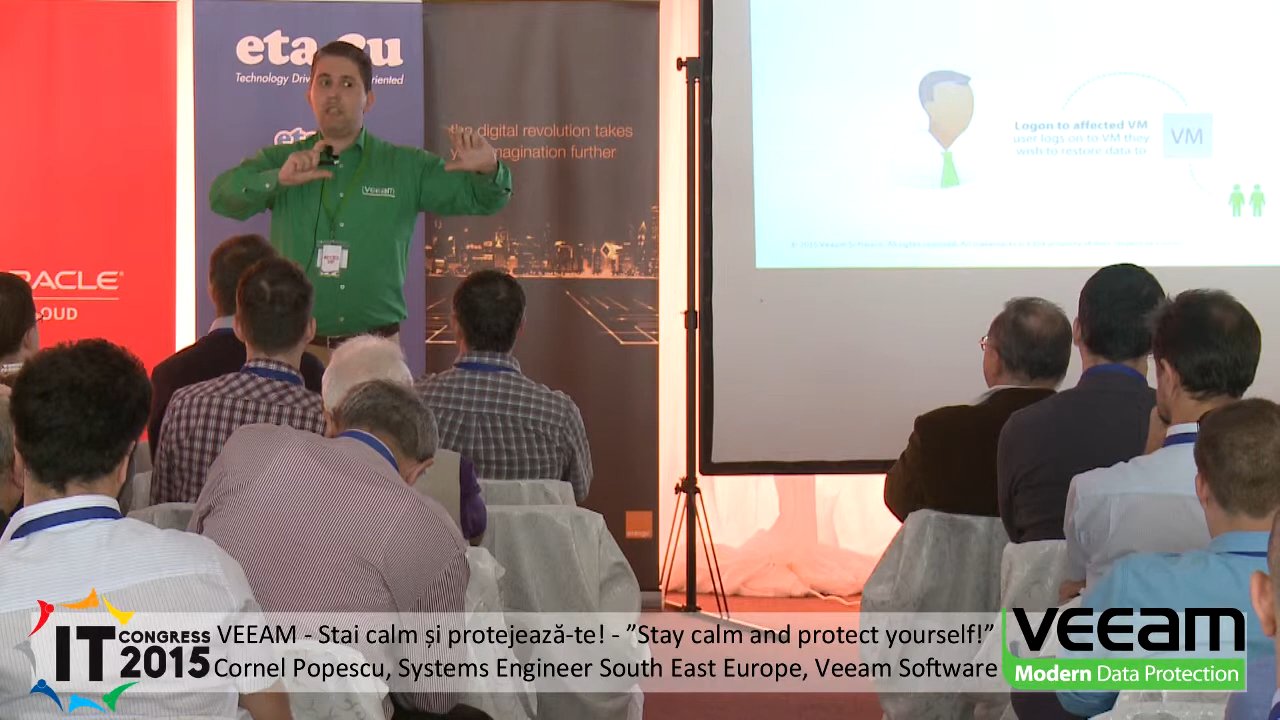 eta2u
Technology Driv
riented
the digital revolution takes
your imagination further
veeam
Logon to affected VM
user logs on to VM they
wish to restore data to
VM
RACLE®
OUD
IT CONGRESS 2015
VEEAM - Stai calm și protejează-te! - ”Stay calm and protect yourself!”
Cornel Popescu, Systems Engineer South East Europe, Veeam Software
veeam
Modern Data Protection